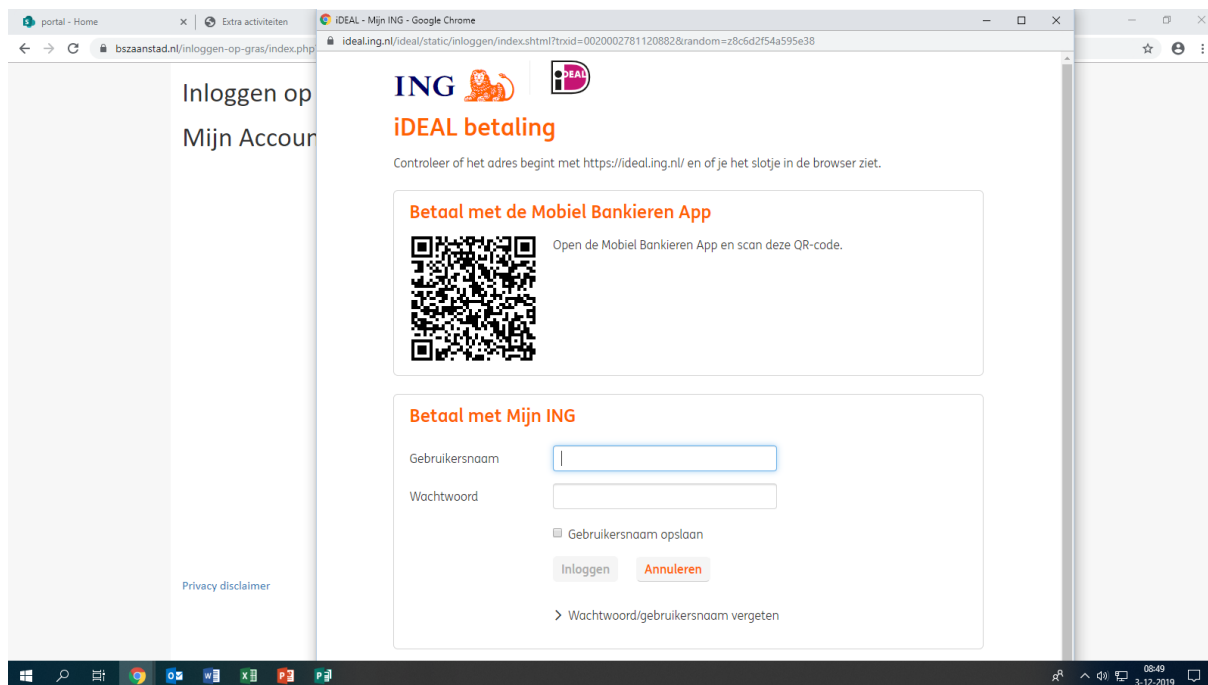 portal - Home
Extra activiteiten
iDEAL - Mijn ING - Google Chrome
bszaanstad.nl/inloggen-op-gras/index.php
ideal.ing.nl/ideal/static/inloggen/index.shtml?trxid=0020002781120882&random=z8c6d2f54a595e38
Inloggen op
Mijn Accoun
ING
iDEAL
iDEAL betaling
Controleer of het adres begint met https://ideal.ing.nl/ en of je het slotje in de browser ziet.
Betaal met de Mobiel Bankieren App
Open de Mobiel Bankieren App en scan deze QR-code.
Betaal met Mijn ING
Gebruikersnaam
Wachtwoord
Gebruikersnaam opslaan
Inloggen
Annuleren
Wachtwoord/gebruikersnaam vergeten
Privacy disclaimer
08:49
3-12-2019